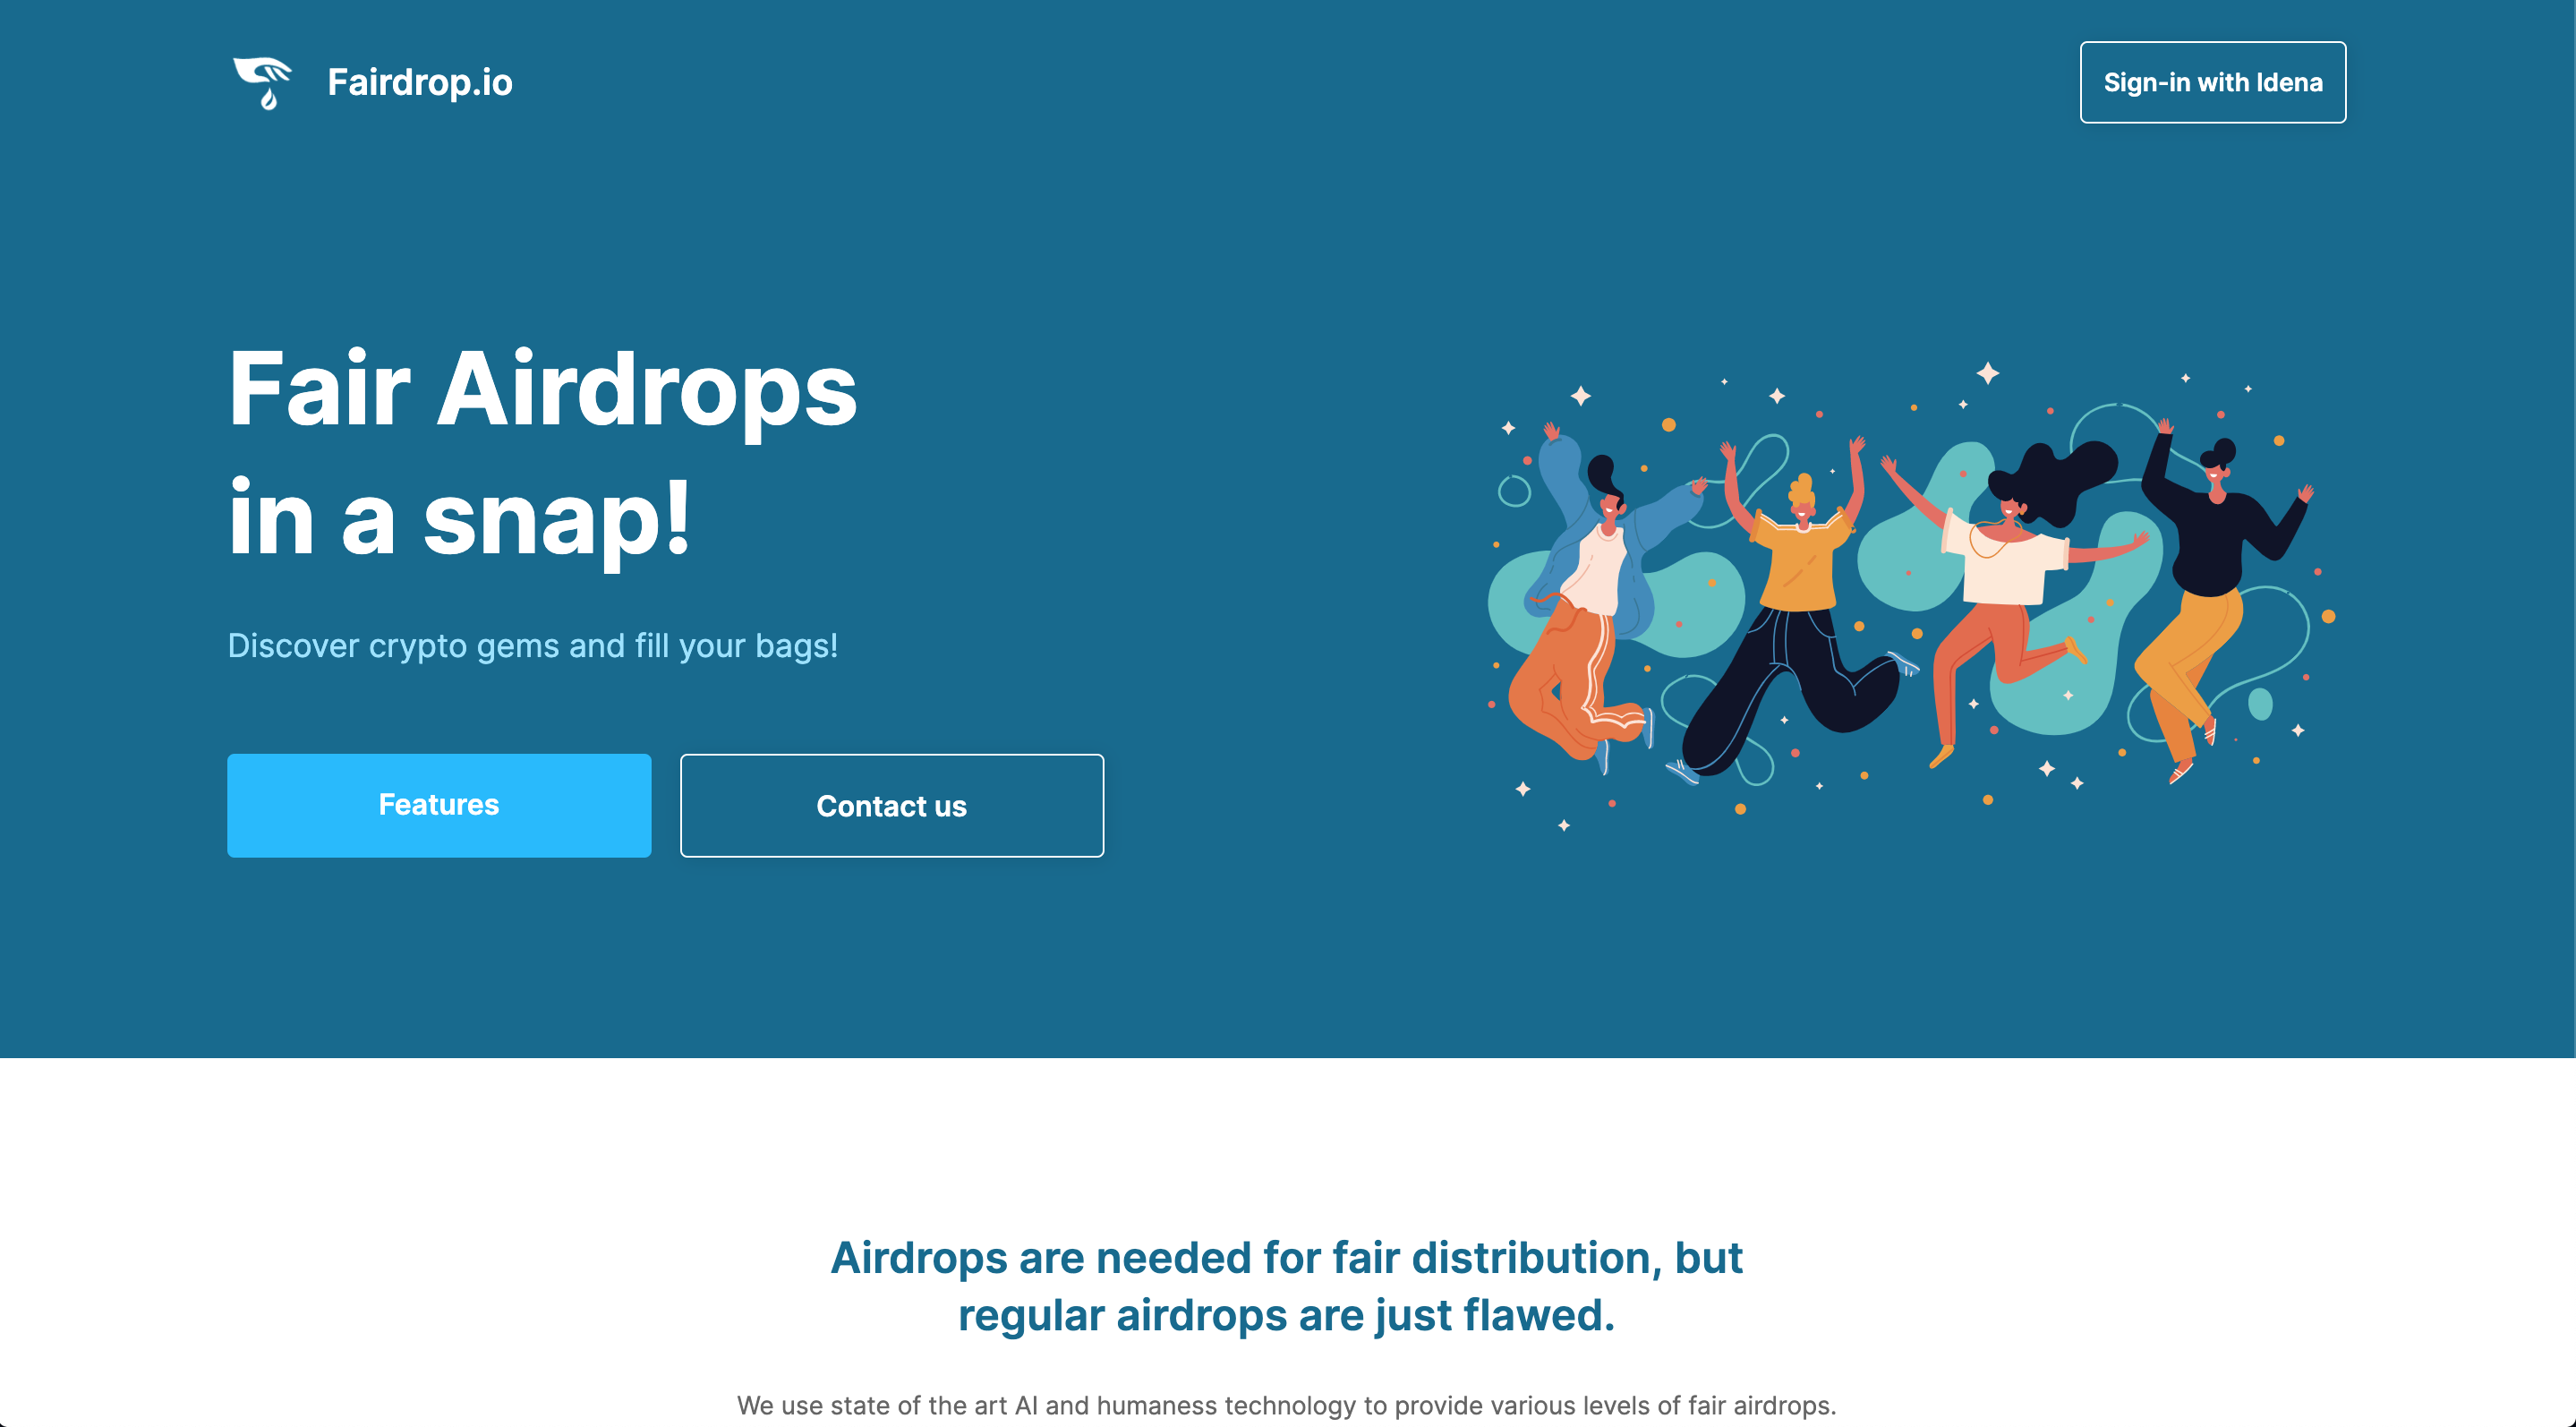 Fairdrop.io
Sign-in with Idena
Fair Airdrops
in a snap!
Discover crypto gems and fill your bags!
Features
Contact us
Airdrops are needed for fair distribution, but
regular airdrops are just flawed.
We use state of the art AI and humaness technology to provide various levels of fair airdrops.